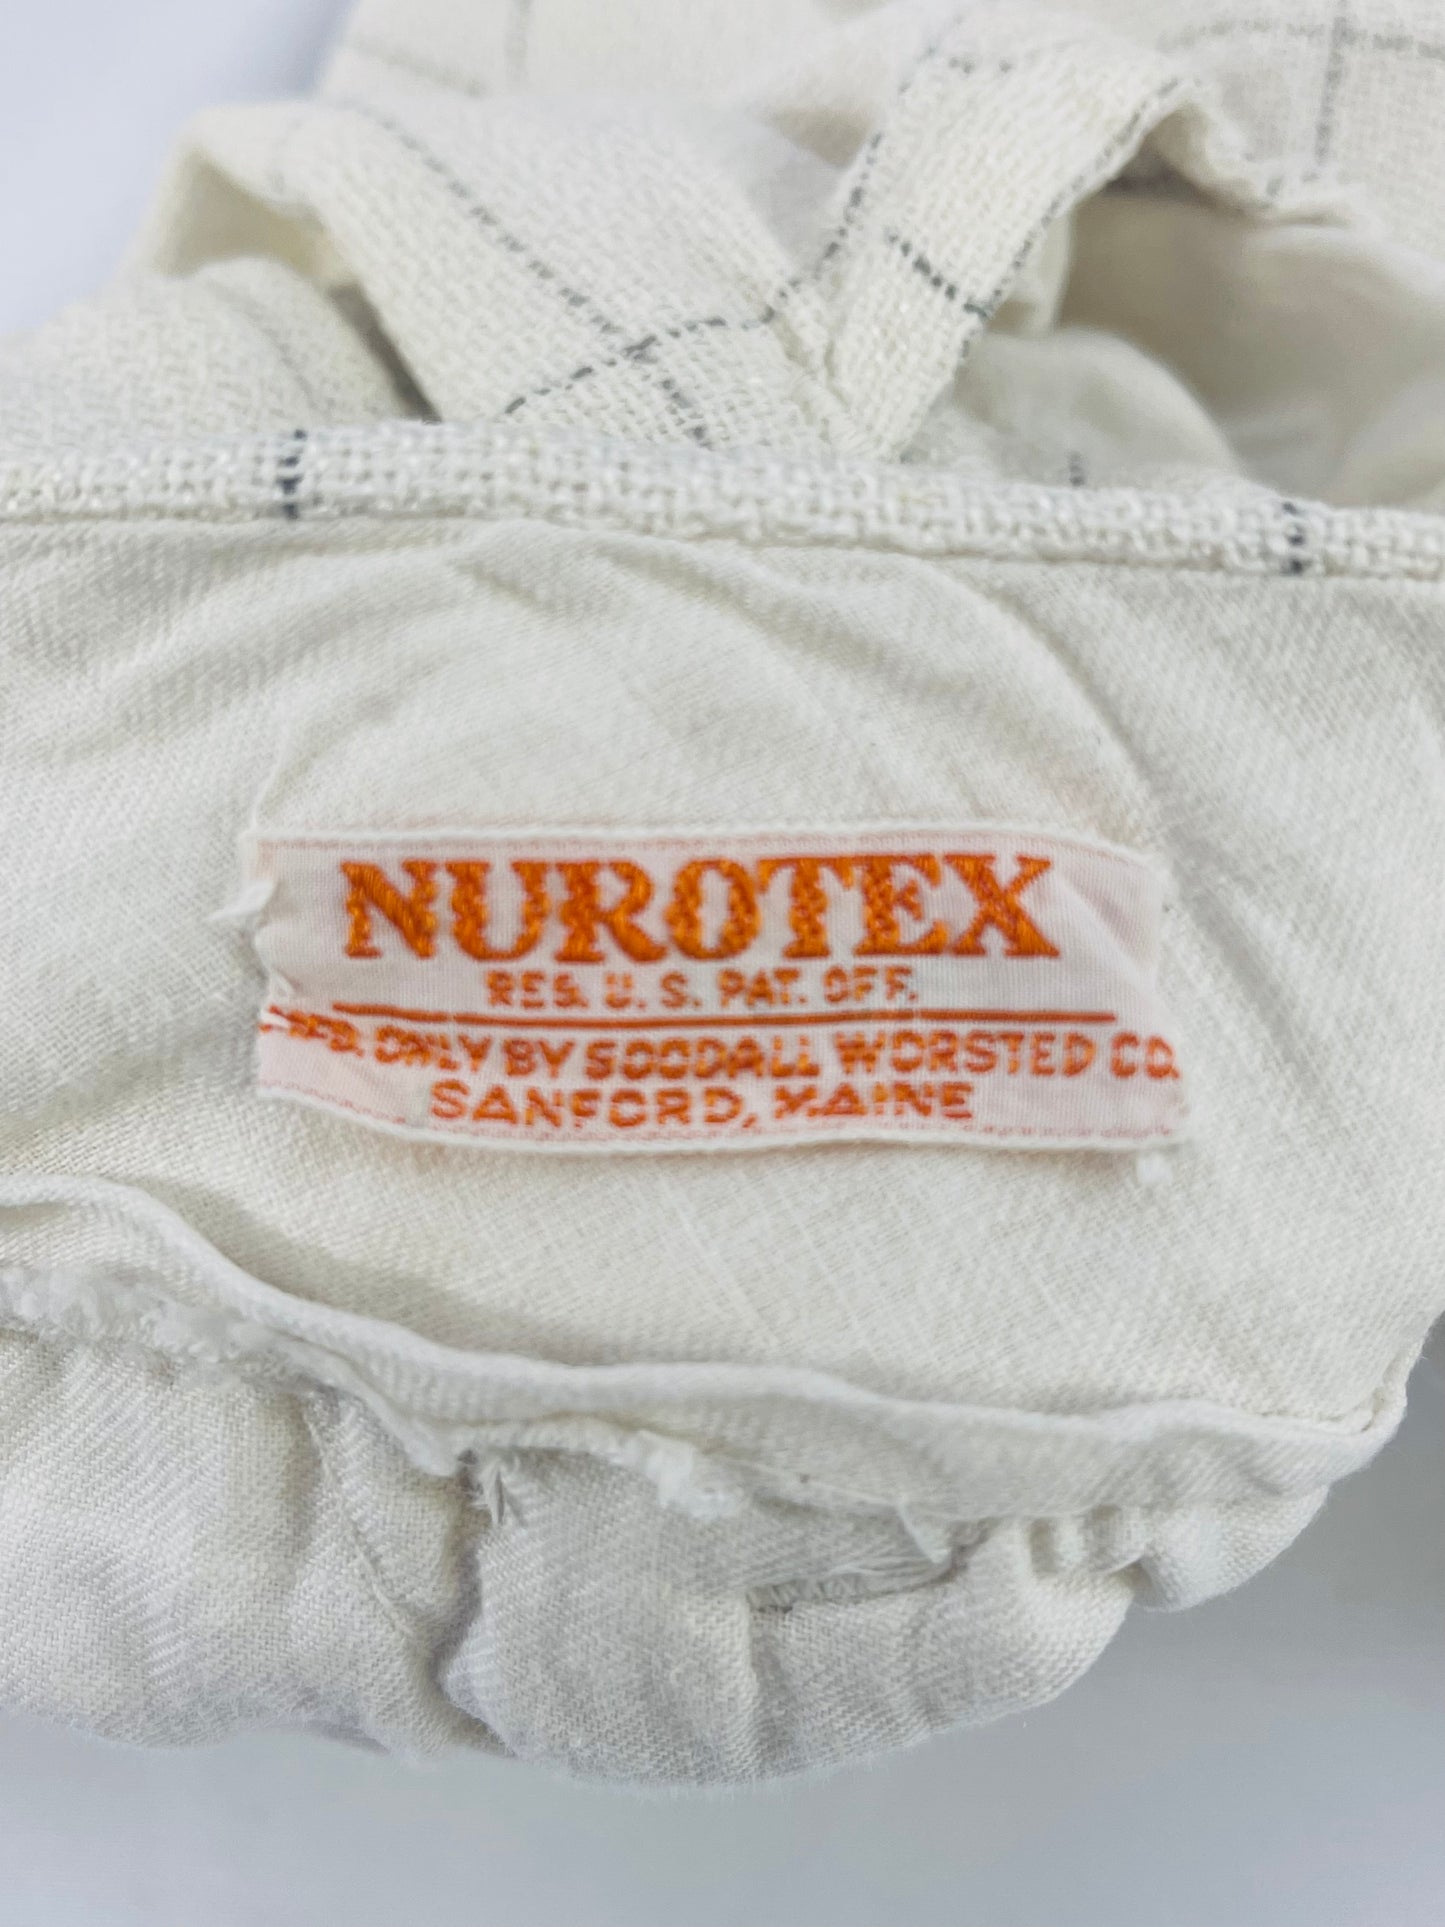 NUROTEX
REG. U. S. PAT. OFF.
MFD. ONLY BY GOODALL WORSTED CO.
SANFORD, MAINE